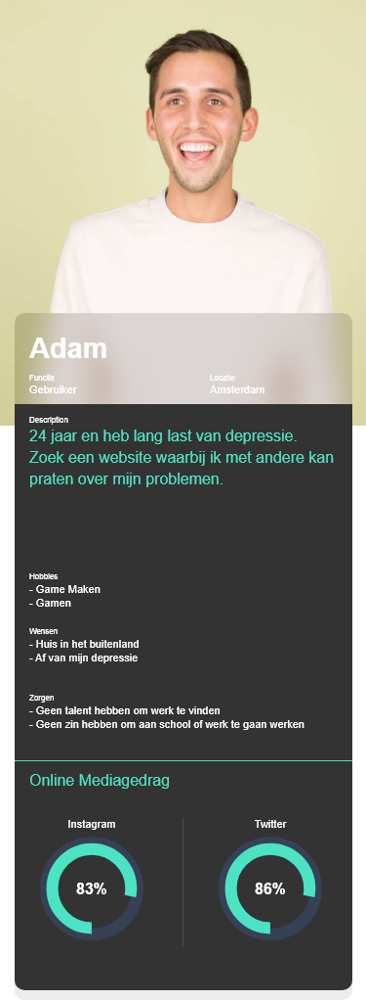 Adam
Functie
Locatie
Gebruiker
Amsterdam
Description
24 jaar en heb lang last van depressie.
Zoek een website waarbij ik met andere kan
praten over mijn problemen.
Hobbies
- Game Maken
- Gamen
Wensen
- Huis in het buitenland
- Af van mijn depressie
Zorgen
- Geen talent hebben om werk te vinden
- Geen zin hebben om aan school of werk te gaan werken
Online Mediagedrag
Instagram
Twitter
83%
86%